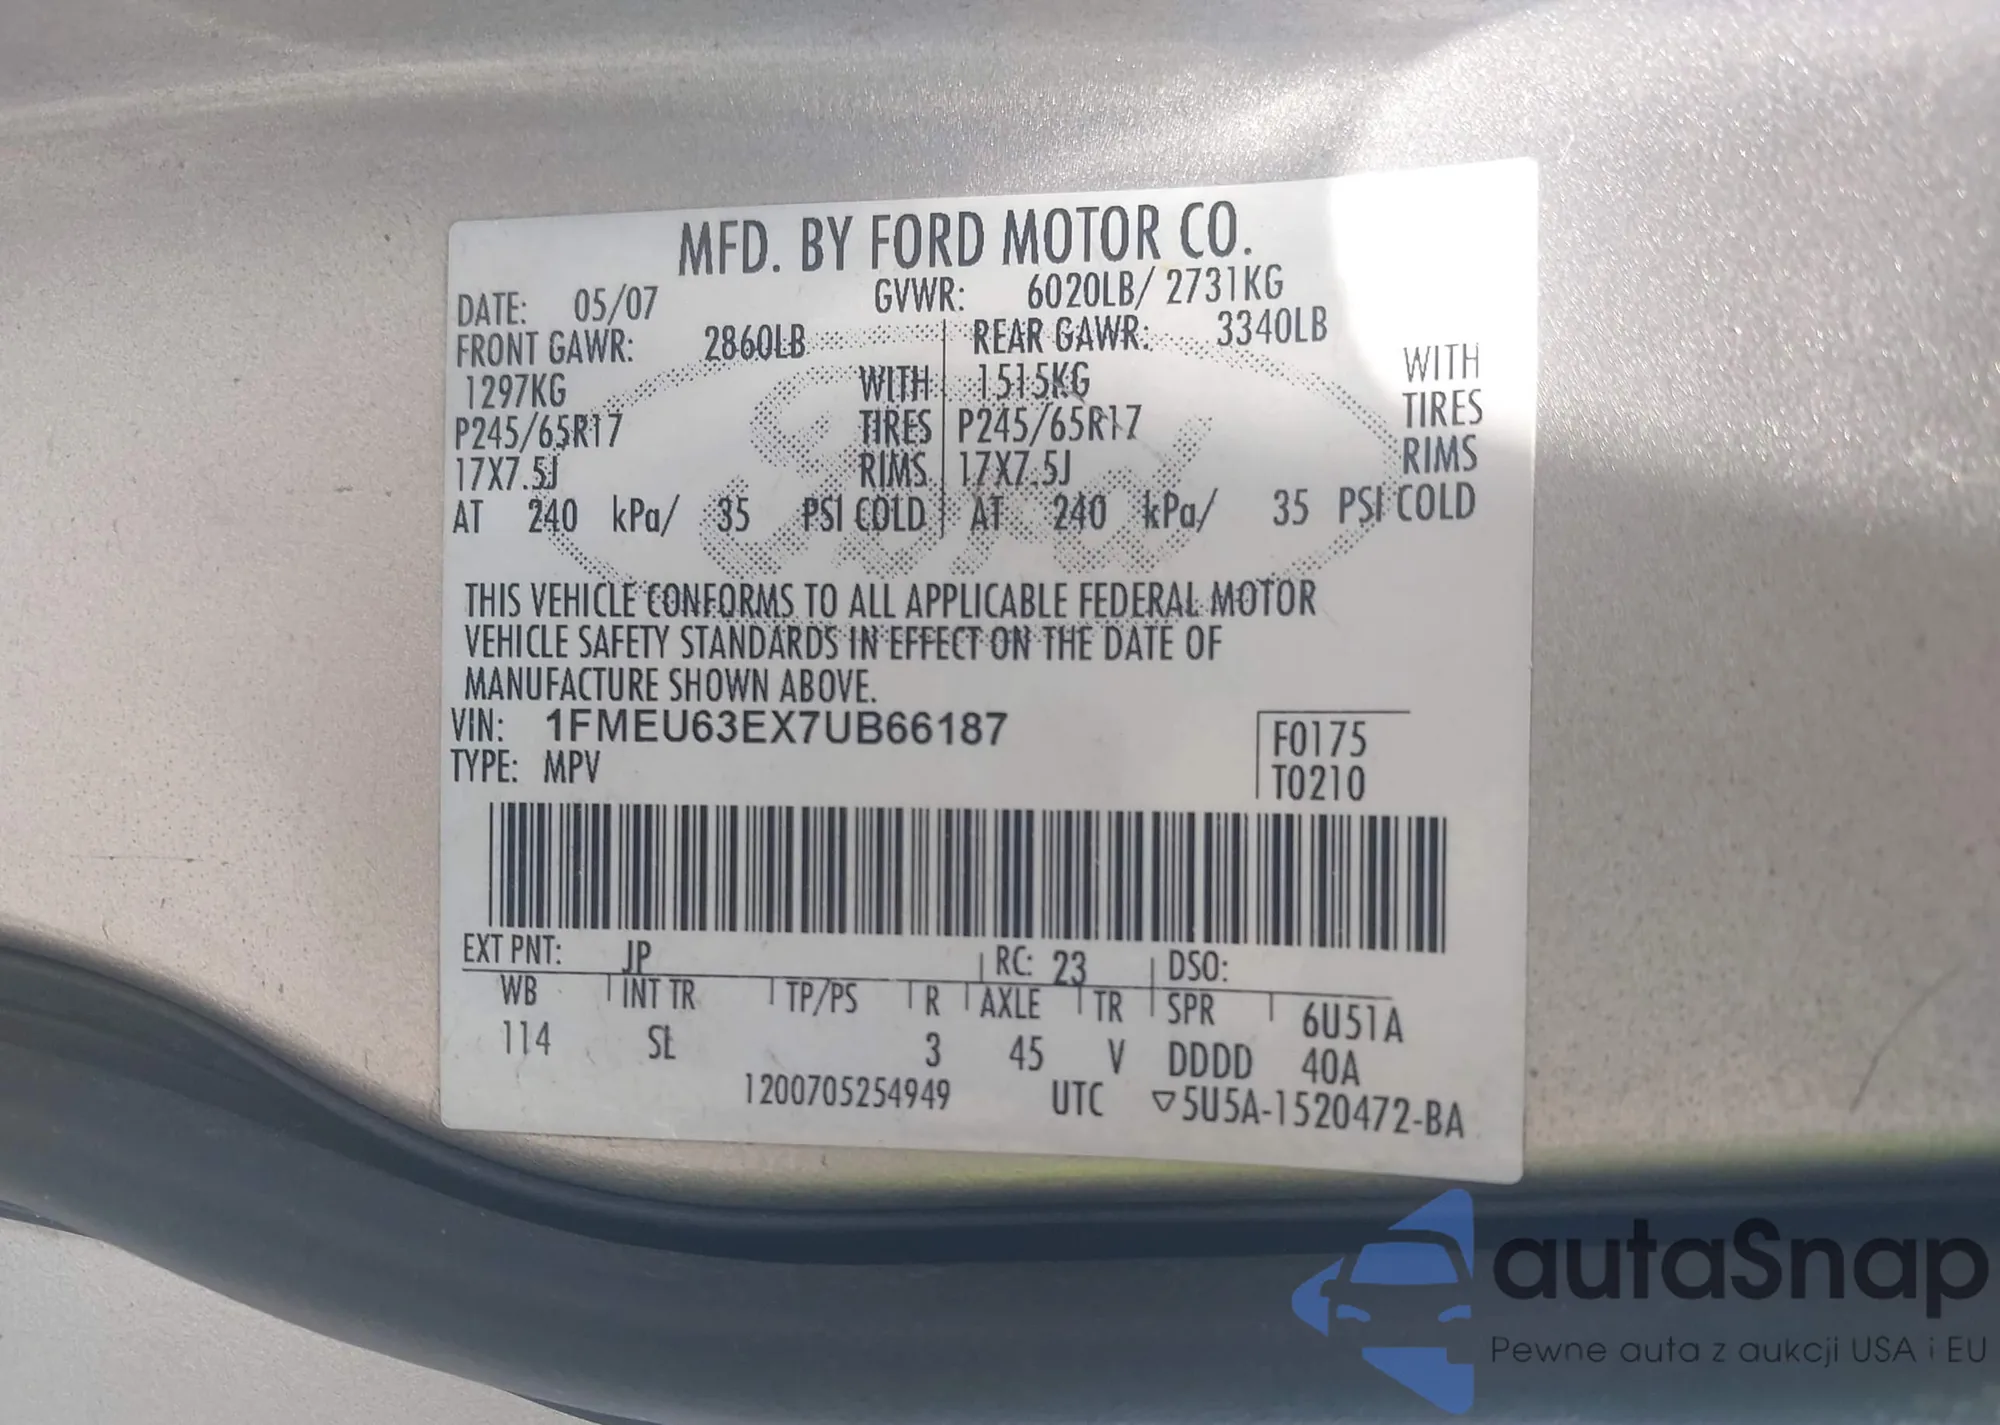 MFD. BY FORD MOTOR CO.
DATE: 05/07 GVWR: 6020LB/ 2731KG
FRONT GAWR: 2860LB REAR GAWR: 3340LB
1297KG WITH 1515KG WITH
P245/65R17 TIRES P245/65R17 TIRES
17X7.5J RIMS 17X7.5J RIMS
AT 240 kPa/ 35 PSI COLD AT 240 kPa/ 35 PSI COLD
THIS VEHICLE CONFORMS TO ALL APPLICABLE FEDERAL MOTOR
VEHICLE SAFETY STANDARDS IN EFFECT ON THE DATE OF
MANUFACTURE SHOWN ABOVE.
VIN: 1FMEU63EX7UB66187 F0175
TYPE: MPV T0210
EXT PNT: JP RC: 23 DSO:
WB INT TR TP/PS R AXLE TR SPR 6U51A
114 SL 3 45 V DDDD 40A
1200705254949 UTC ▽5U5A-1520472-BA
autaSnap
Pewne auta z aukcji USA i EU